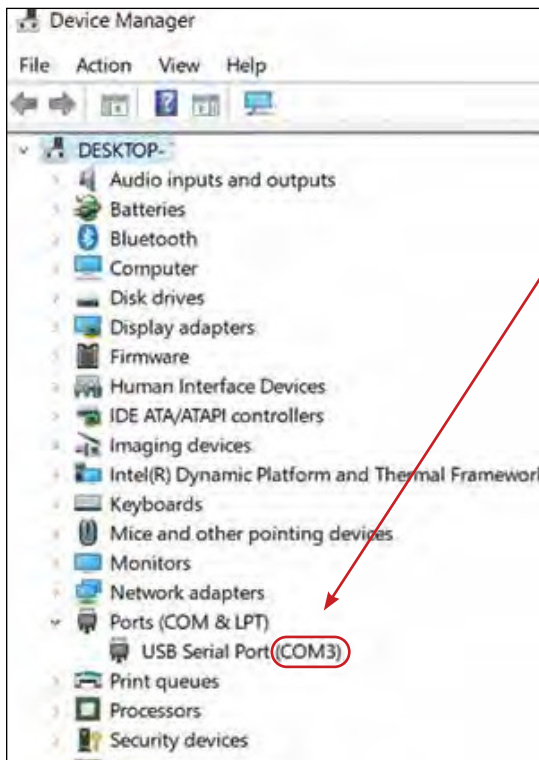 Device Manager
File Action View Help
DESKTOP-
Audio inputs and outputs
Batteries
Bluetooth
Computer
Disk drives
Display adapters
Firmware
Human Interface Devices
IDE ATA/ATAPI controllers
Imaging devices
Intel(R) Dynamic Platform and Thermal Framework
Keyboards
Mice and other pointing devices
Monitors
Network adapters
Ports (COM & LPT)
USB Serial Port (COM3)
Print queues
Processors
Security devices